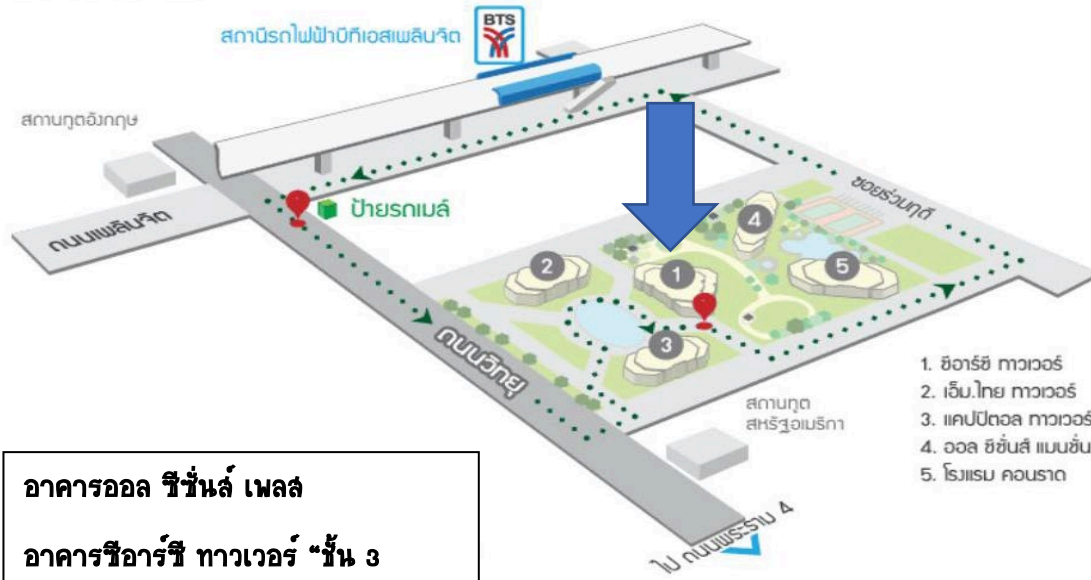 BTS
สถานีรถไฟฟ้าบีทีเอสเพลินจิต
สถานทูตอังกฤษ
ป้ายรถเมล์
ถนนเพลินจิต
ซอยร่วมฤดี
4
2
1
5
3
ถนนวิทยุ
สถานทูต
สหรัฐอเมริกา
1. ซีอาร์ซี ทาวเวอร์
2. เอ็ม.ไทย ทาวเวอร์
3. แคปปิตอล ทาวเวอร์
4. ออล ซีซั่นส์ แมนชั่น
5. โรงแรม คอนราด
ไป ถนนพระราม 4
อาคารออล ซีซั่นส์ เพลส
อาคารซีอาร์ซี ทาวเวอร์ “ชั้น 3